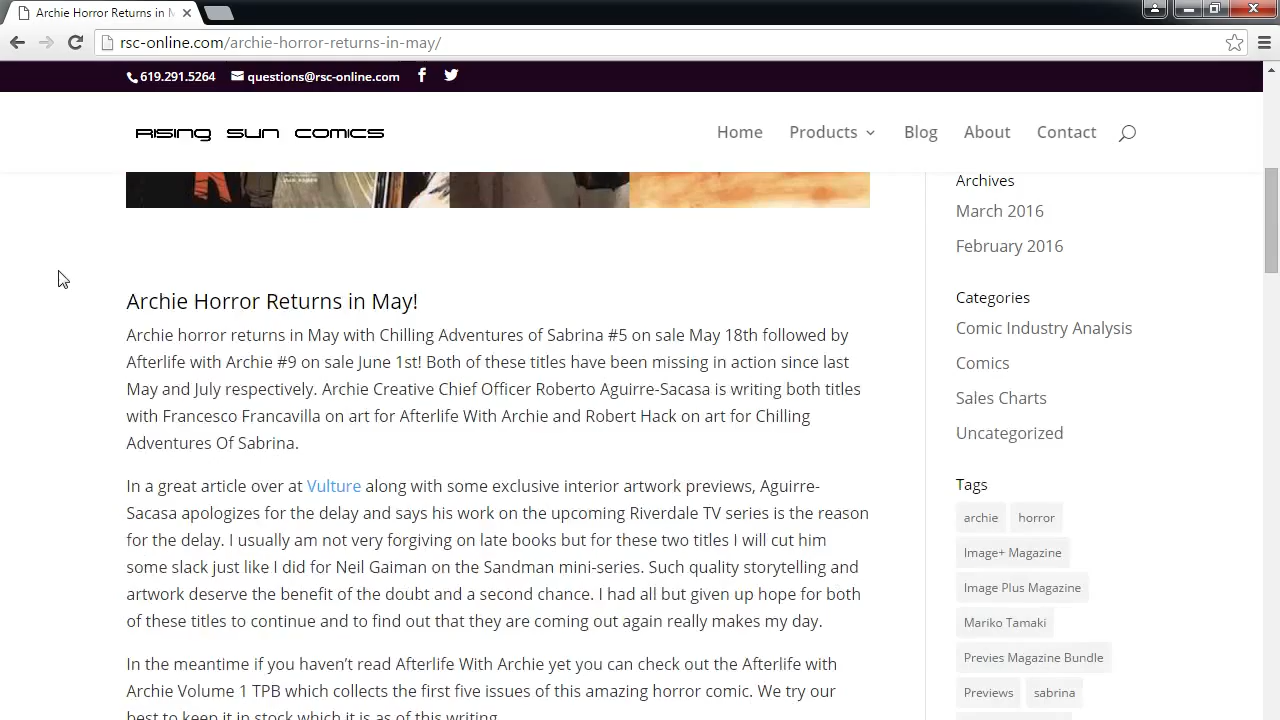 Archie Horror Returns in M
rsc-online.com/archie-horror-returns-in-may/
619.291.5264 questions@rsc-online.com
RISING SUN COMICS
Home Products Blog About Contact
Archives
March 2016
February 2016
Categories
Comic Industry Analysis
Comics
Sales Charts
Uncategorized
Tags
archie horror
Image+ Magazine
Image Plus Magazine
Mariko Tamaki
Previes Magazine Bundle
Previews sabrina
Archie Horror Returns in May!
Archie horror returns in May with Chilling Adventures of Sabrina #5 on sale May 18th followed by
Afterlife with Archie #9 on sale June 1st! Both of these titles have been missing in action since last
May and July respectively. Archie Creative Chief Officer Roberto Aguirre-Sacasa is writing both titles
with Francesco Francavilla on art for Afterlife With Archie and Robert Hack on art for Chilling
Adventures Of Sabrina.
In a great article over at Vulture along with some exclusive interior artwork previews, Aguirre-
Sacasa apologizes for the delay and says his work on the upcoming Riverdale TV series is the reason
for the delay. I usually am not very forgiving on late books but for these two titles I will cut him
some slack just like I did for Neil Gaiman on the Sandman mini-series. Such quality storytelling and
artwork deserve the benefit of the doubt and a second chance. I had all but given up hope for both
of these titles to continue and to find out that they are coming out again really makes my day.
In the meantime if you haven't read Afterlife With Archie yet you can check out the Afterlife with
Archie Volume 1 TPB which collects the first five issues of this amazing horror comic. We try our
best to keep it in stock which it is as of this writing.